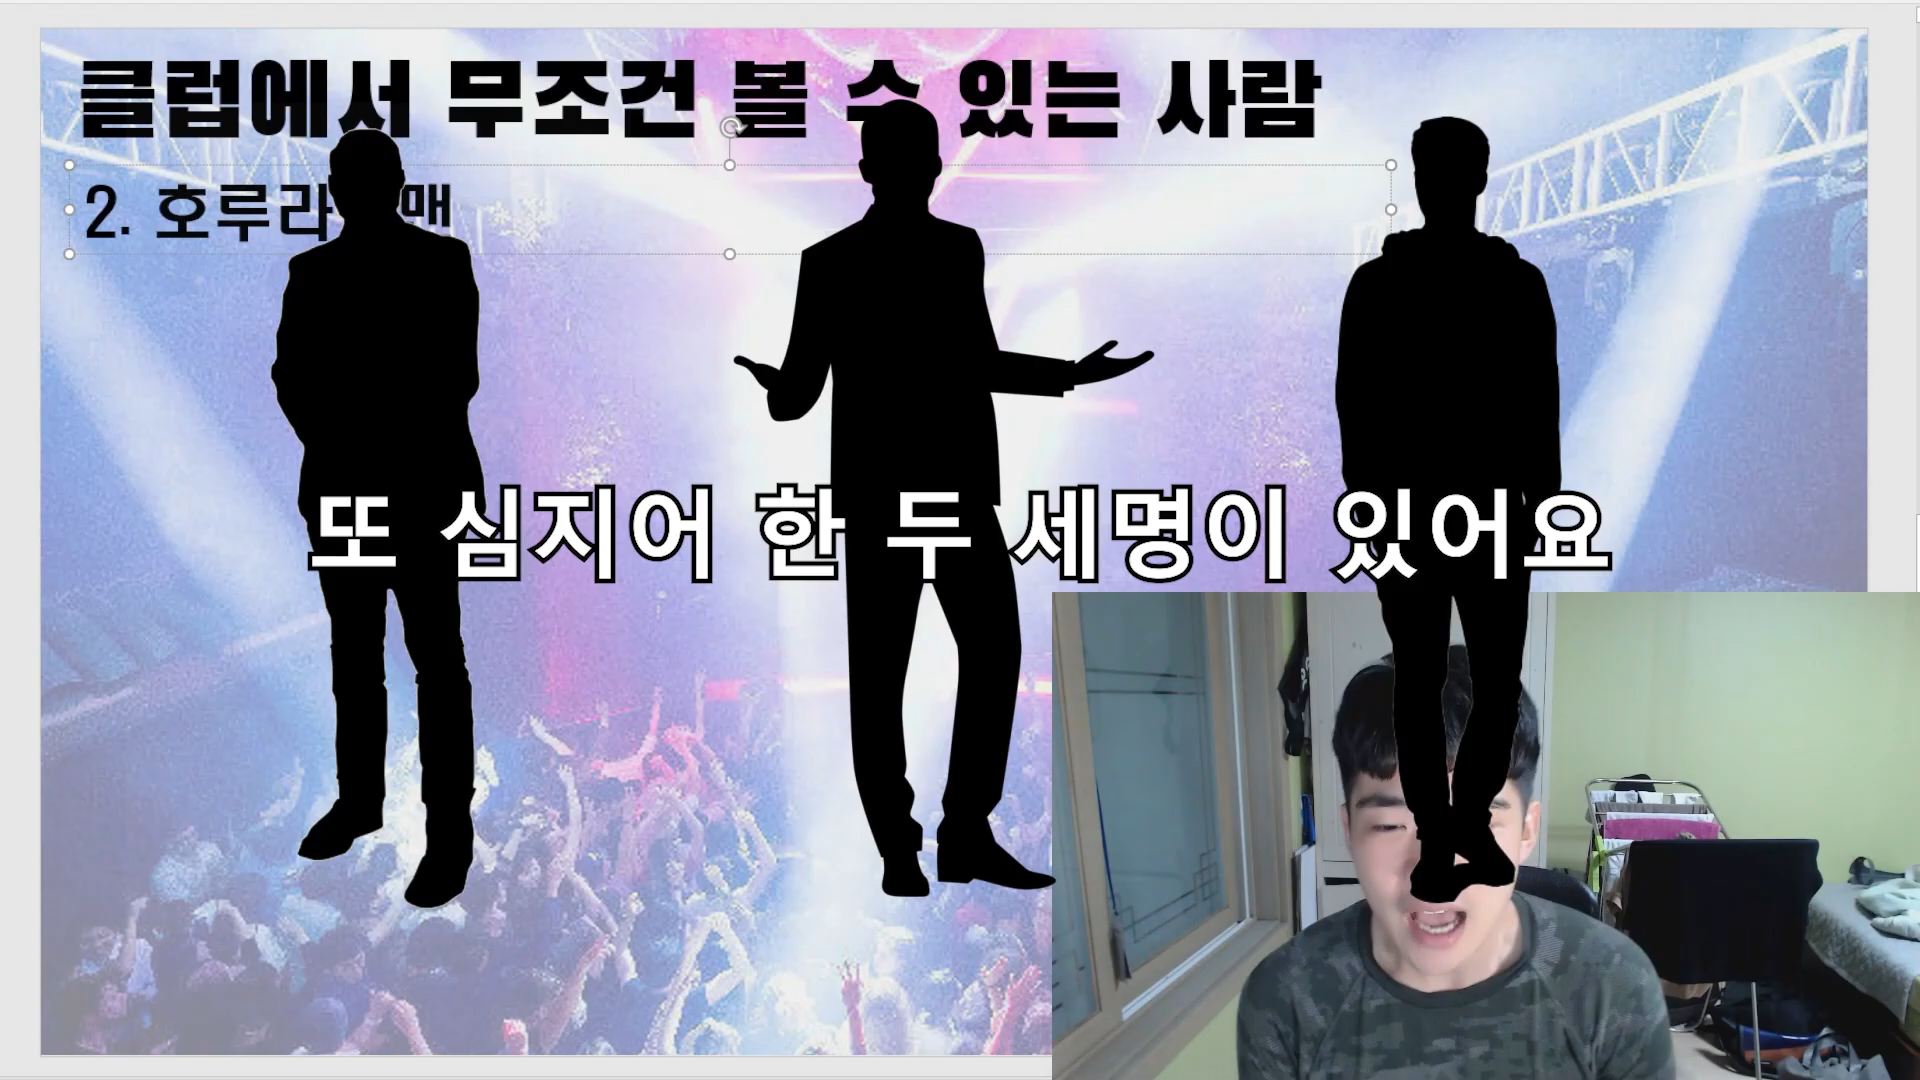 클럽에서 무조건 볼 수 있는 사람
2. 호루라 맨
또 심지어 한 두 세명이 있어요